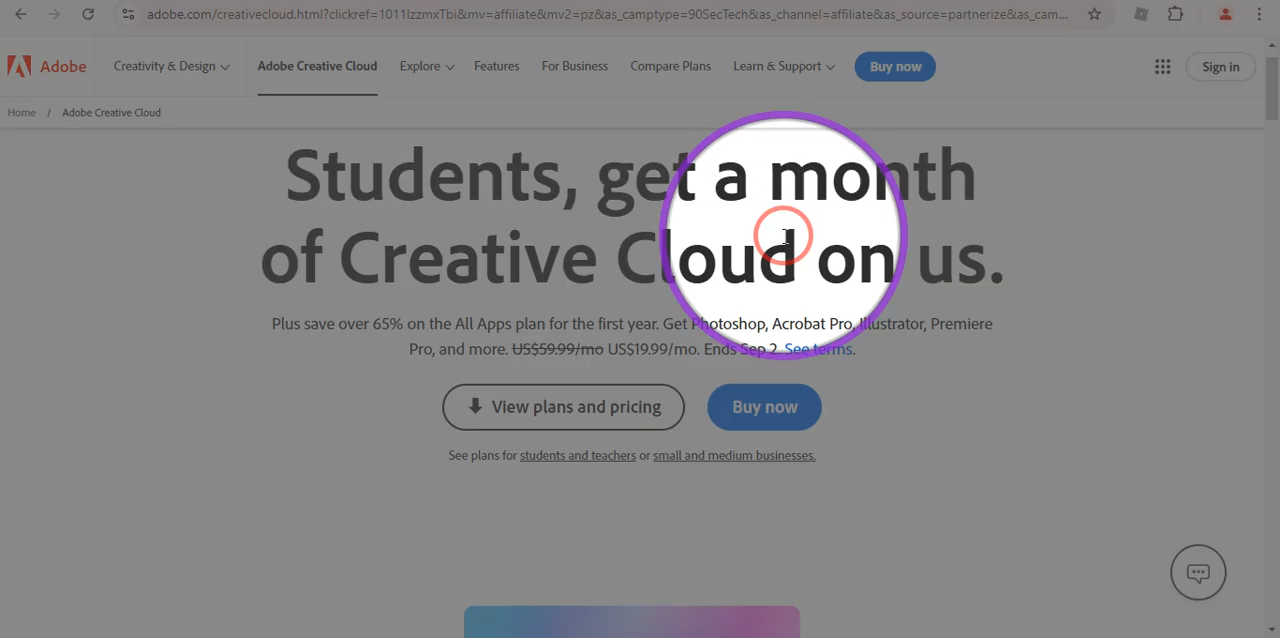 adobe.com/creativecloud.html?clickref=1011lzzmxTbi&mv=affiliate&mv2=pz&as_camptype=90SecTech&as_channel=affiliate&as_source=partnerize&as_cam...
Adobe Creativity & Design Adobe Creative Cloud Explore Features For Business Compare Plans Learn & Support Buy now Sign in
Home / Adobe Creative Cloud
Students, get a month
of Creative Cloud on us.
Plus save over 65% on the All Apps plan for the first year. Get Photoshop, Acrobat Pro, Illustrator, Premiere
Pro, and more. US$59.99/mo US$19.99/mo. Ends Sep 2. See terms.
View plans and pricing Buy now
See plans for students and teachers or small and medium businesses.